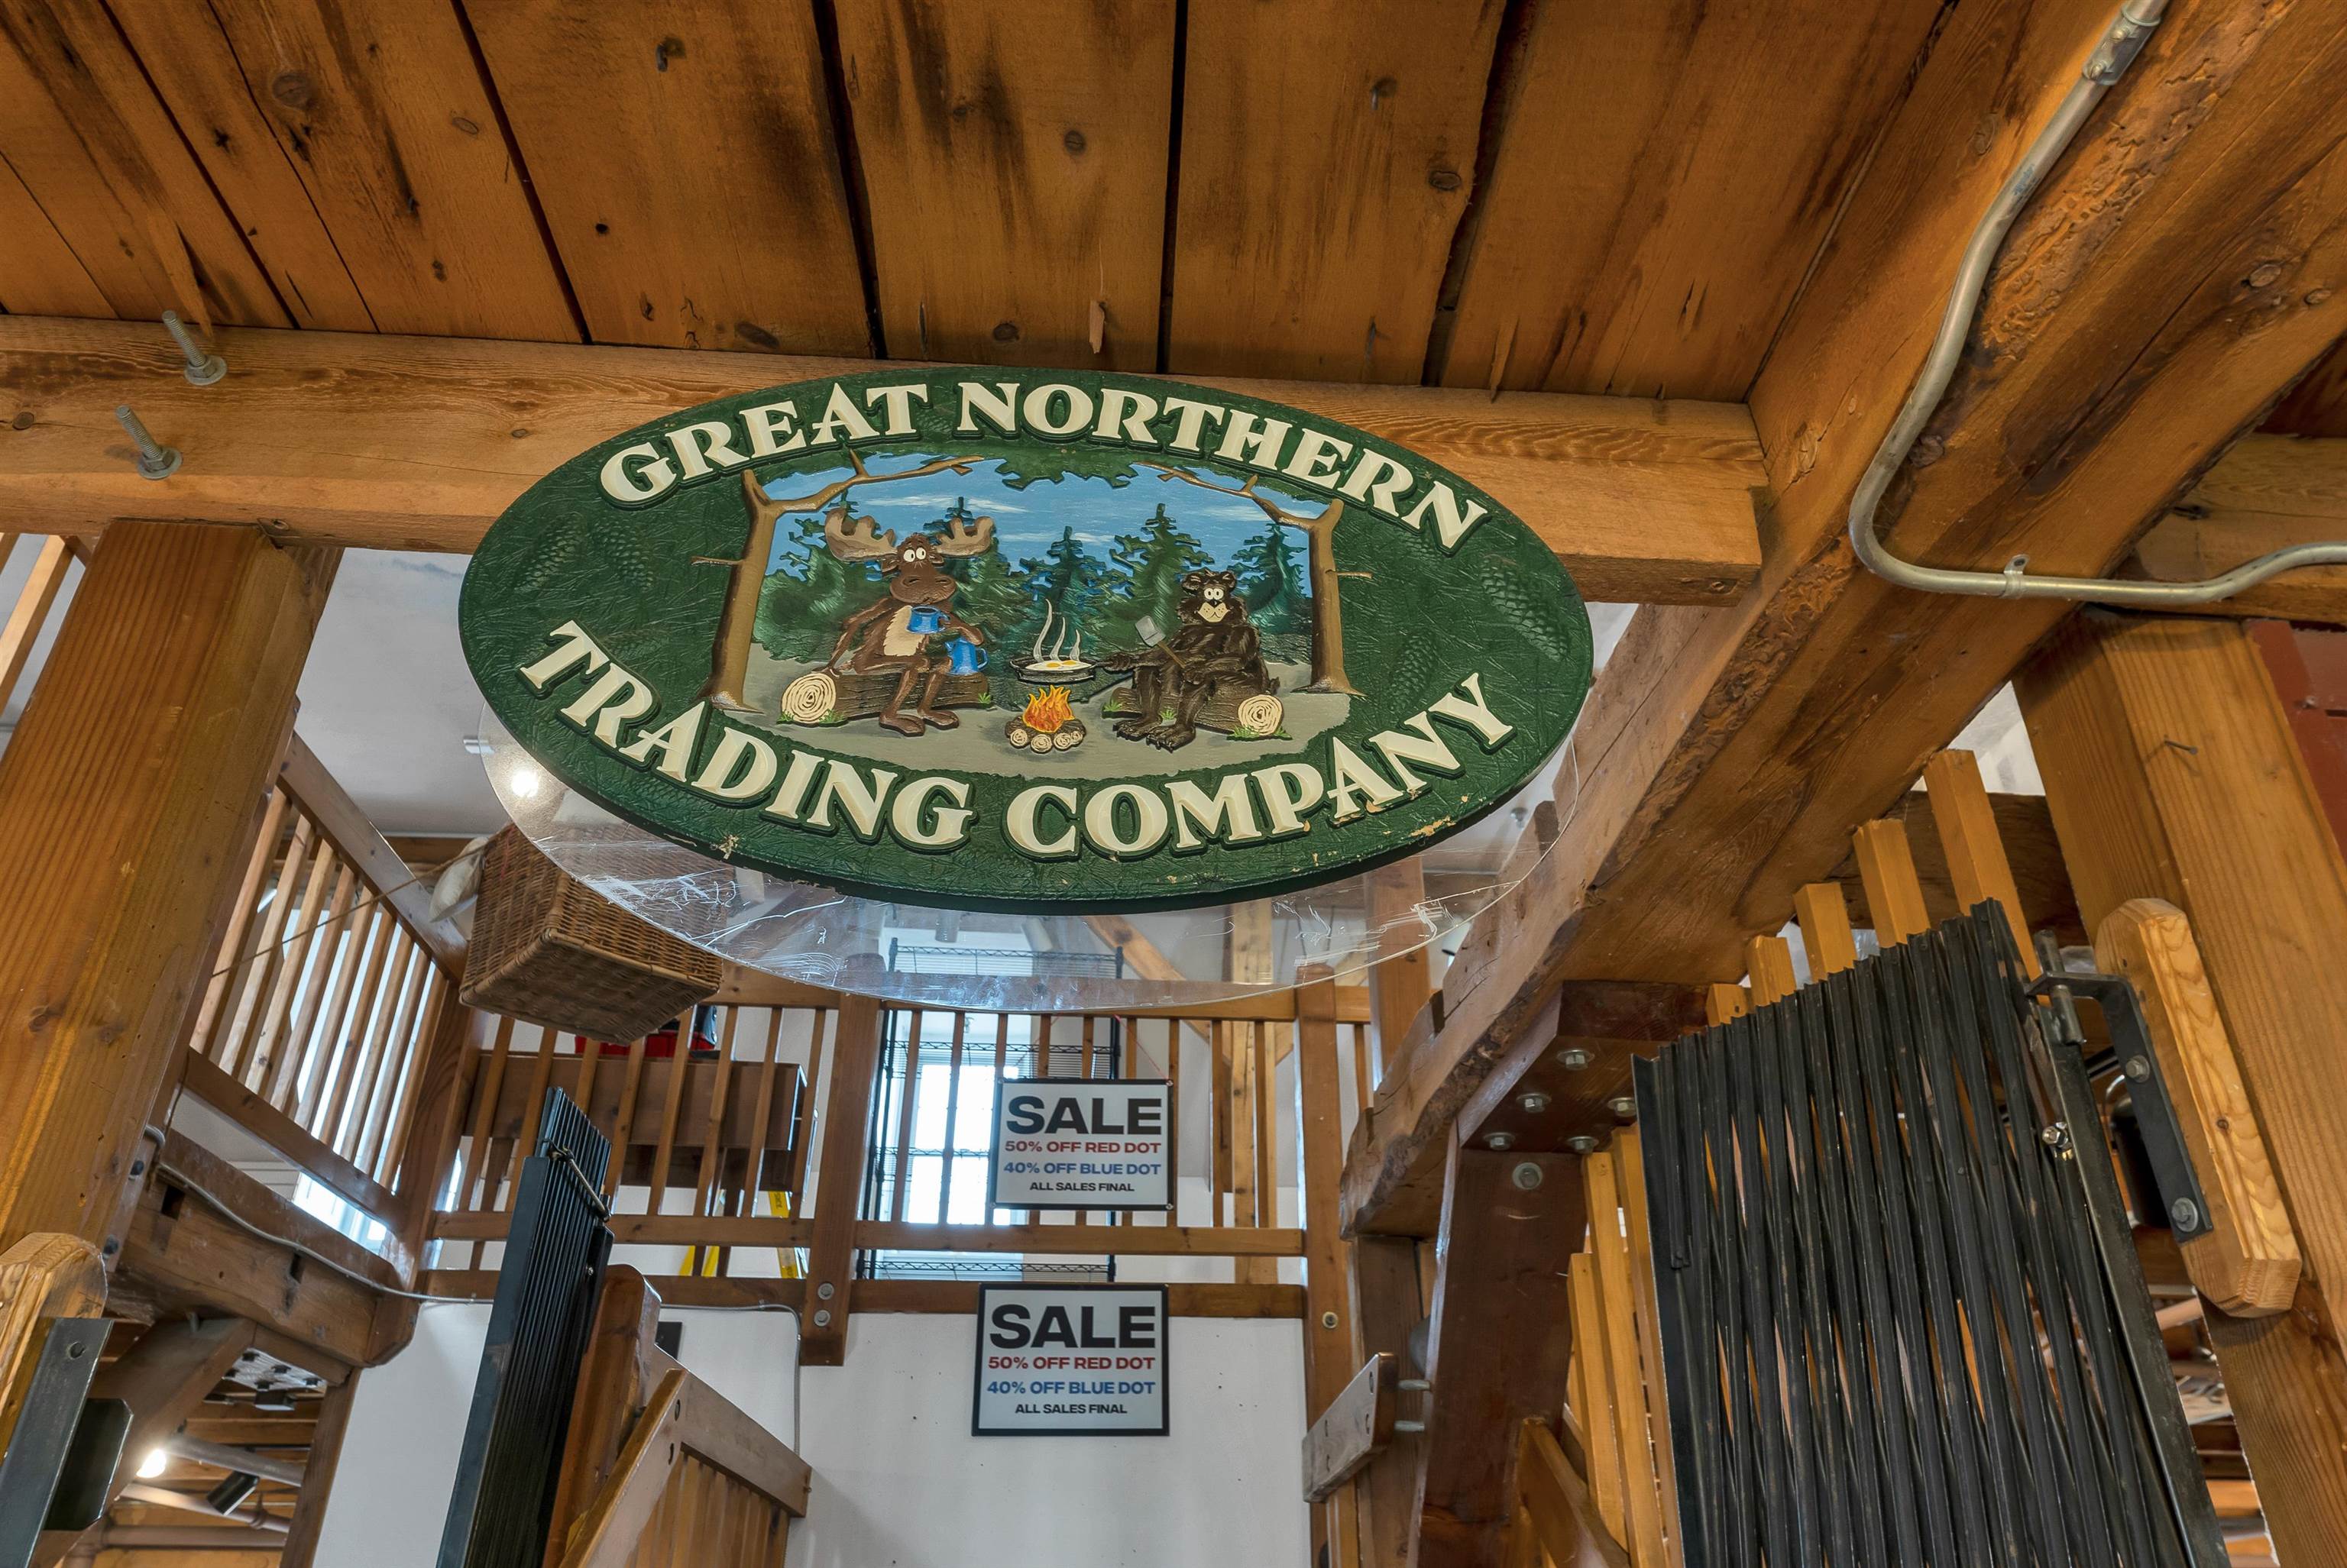 GREAT NORTHERN
TRADING COMPANY
SALE
50% OFF RED DOT
40% OFF BLUE DOT
ALL SALES FINAL
SALE
50% OFF RED DOT
40% OFF BLUE DOT
ALL SALES FINAL